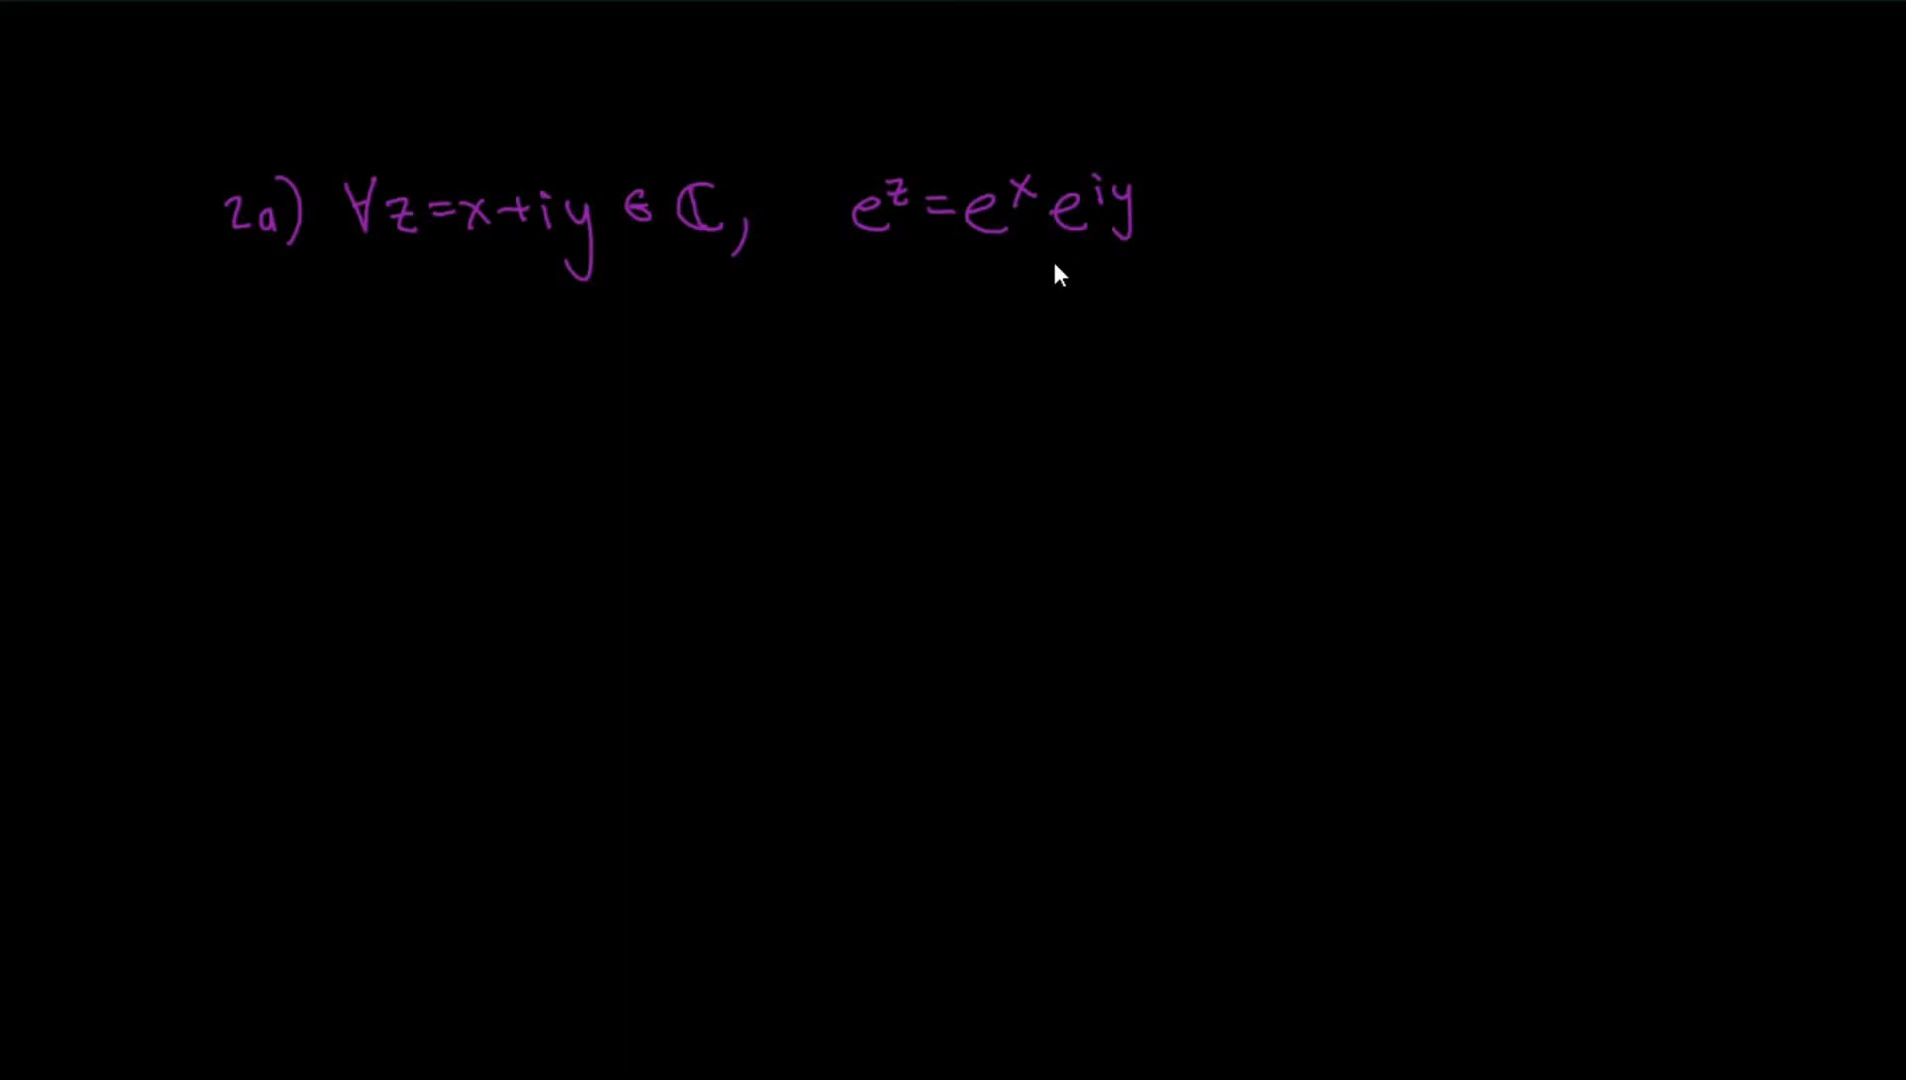 2a) ∀z=x+iy ∈ ℂ, e^z = e^x e^{iy}